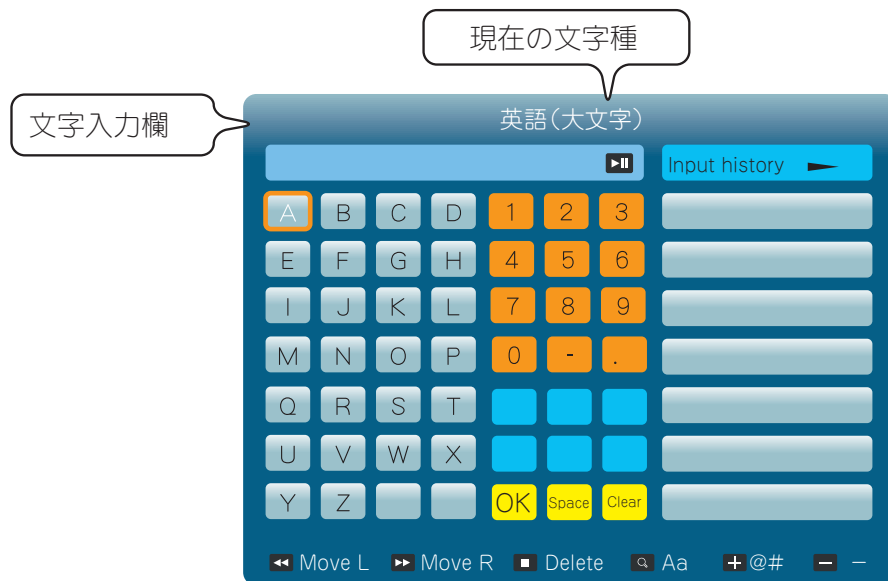 現在の文字種
文字入力欄
英語(大文字)
Input history
A B C D 1 2 3
E F G H 4 5 6
I J K L 7 8 9
M N O P 0 - .
Q R S T
U V W X
Y Z OK Space Clear
Move L Move R Delete Aa @# −